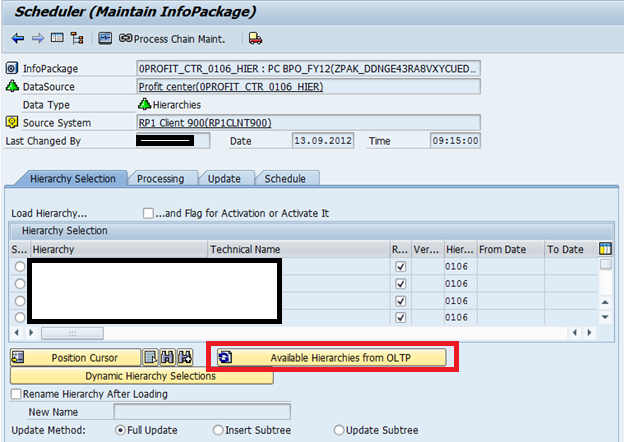 Scheduler (Maintain InfoPackage)
Process Chain Maint.
InfoPackage 0PROFIT_CTR_0106_HIER : PC BPO_FY12(ZPAK_DDNGE43RA8VXYCUED...
DataSource Profit center(0PROFIT_CTR_0106_HIER)
Data Type Hierarchies
Source System RP1 Client 900(RP1CLNT900)
Last Changed By Date 13.09.2012 Time 09:15:00
Hierarchy Selection Processing Update Schedule
Load Hierarchy... ...and Flag for Activation or Activate It
Hierarchy Selection
S... Hierarchy Technical Name R... Ver... Hier... From Date To Date
0106
0106
0106
0106
Position Cursor Available Hierarchies from OLTP
Dynamic Hierarchy Selections
Rename Hierarchy After Loading
New Name
Update Method: Full Update Insert Subtree Update Subtree